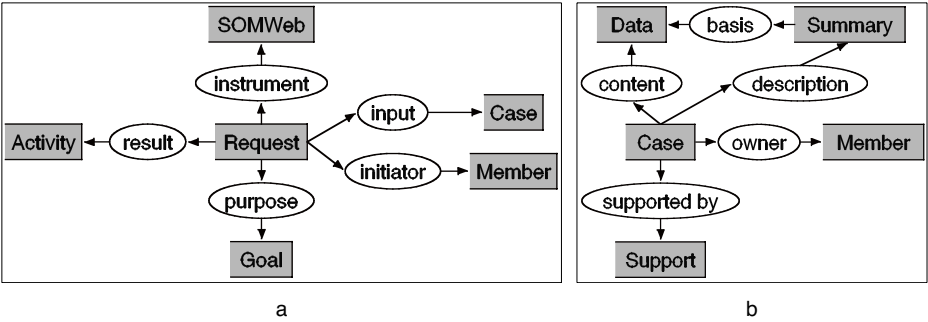 SOMWeb
instrument
input
Case
Activity
result
Request
initiator
Member
purpose
Goal
a
Data
basis
Summary
content
description
Case
owner
Member
supported by
Support
b